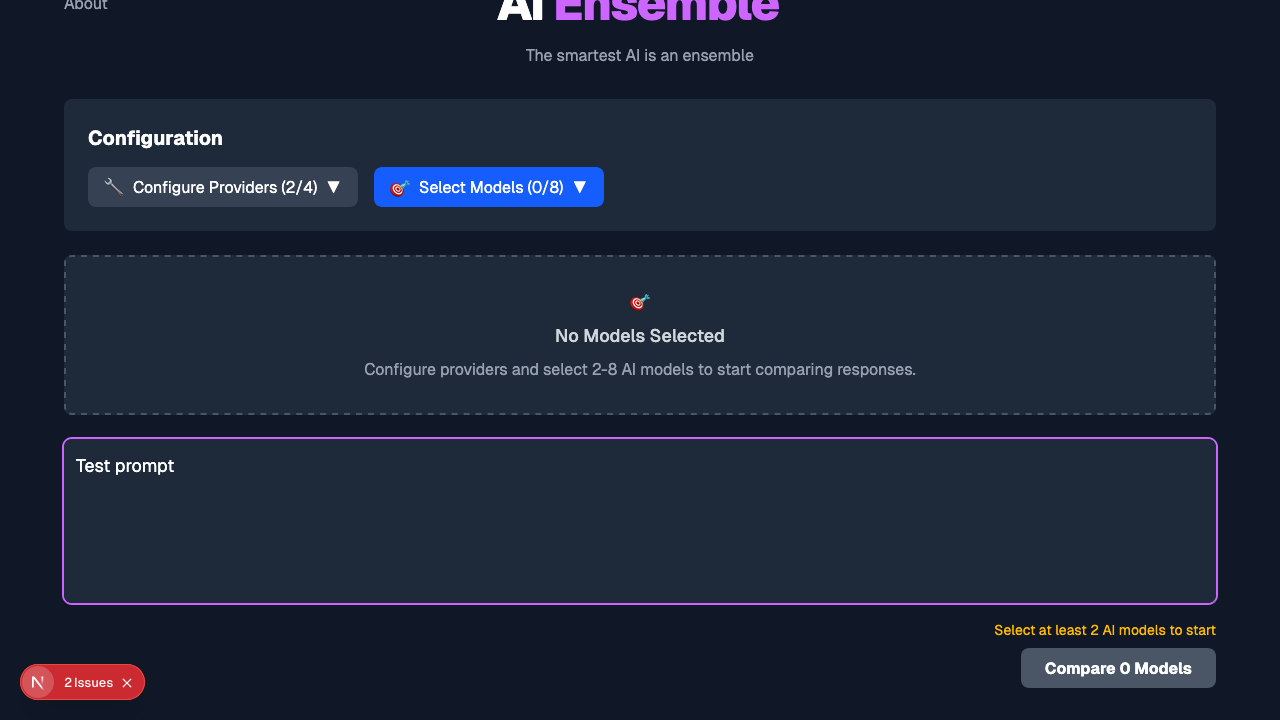 About
AI Ensemble
The smartest AI is an ensemble
Configuration
Configure Providers (2/4) ▼
Select Models (0/8) ▼
No Models Selected
Configure providers and select 2-8 AI models to start comparing responses.
Test prompt
Select at least 2 AI models to start
Compare 0 Models
N 2 Issues